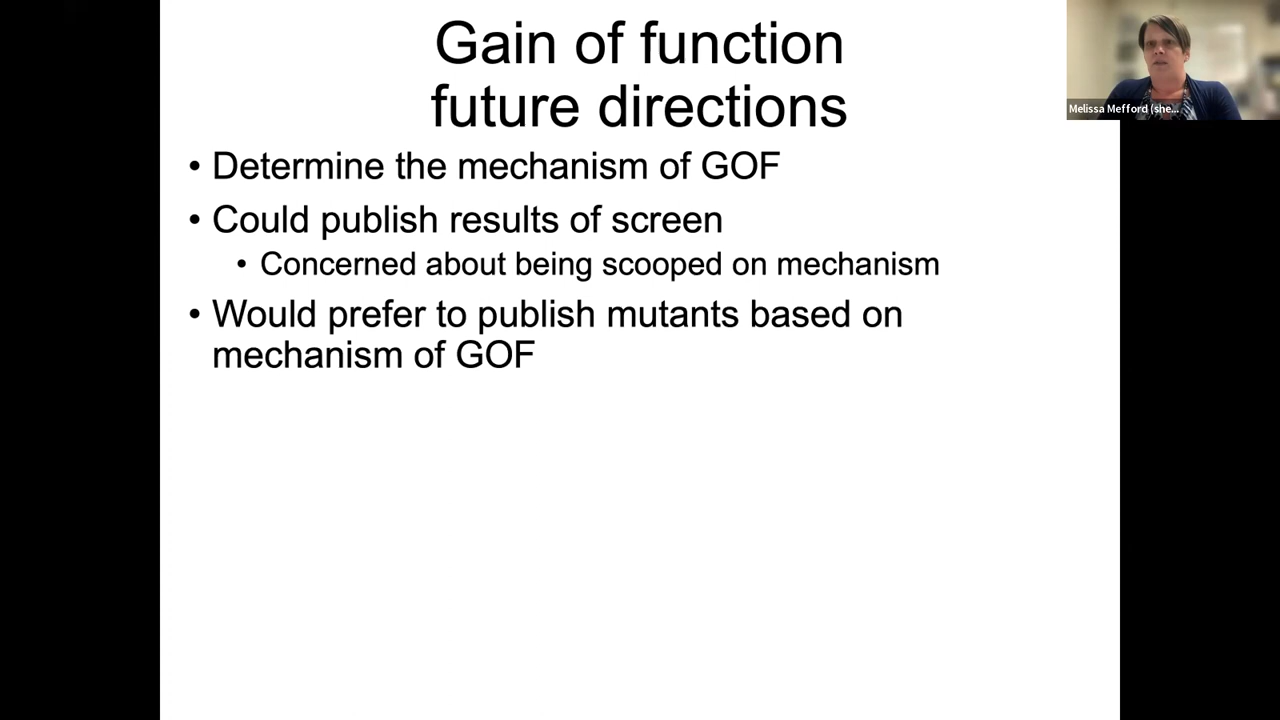 Gain of function
future directions
Melissa Mefford (she...
• Determine the mechanism of GOF
• Could publish results of screen
• Concerned about being scooped on mechanism
• Would prefer to publish mutants based on
mechanism of GOF